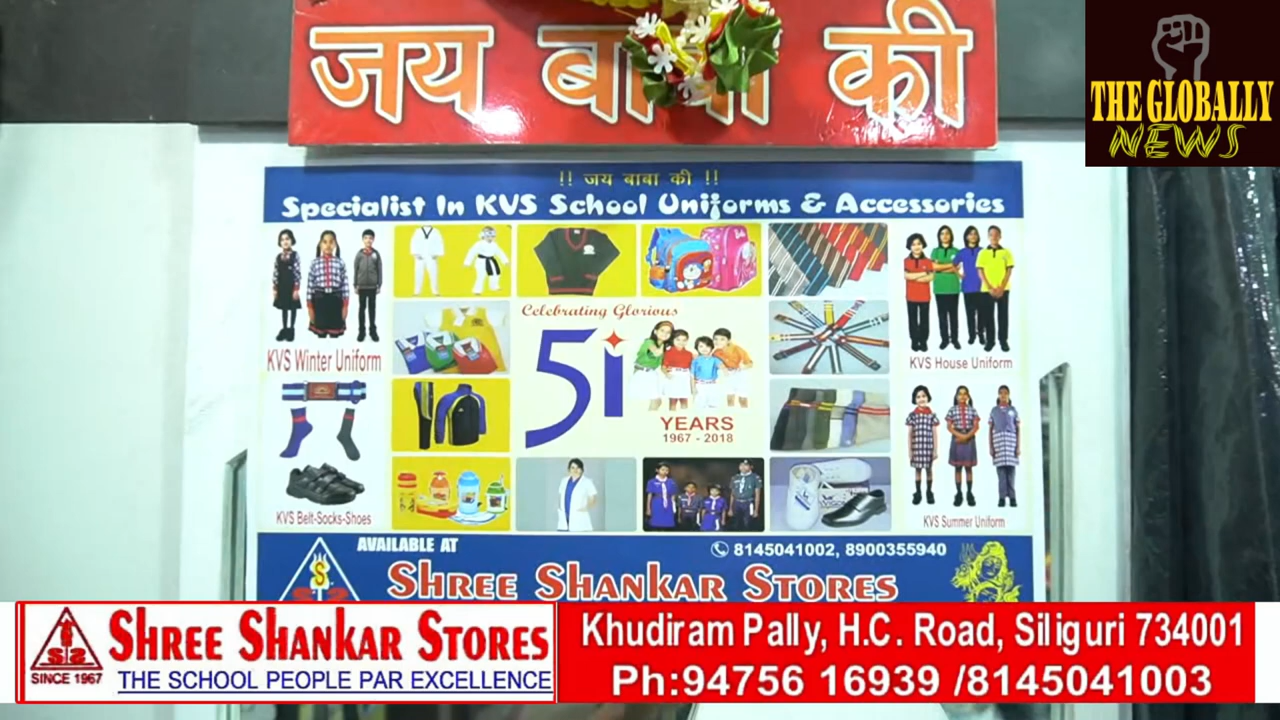 जय बाबा की
THE GLOBALLY
NEWS
!! जय बाबा की !!
Specialist In KVS School Uniforms & Accessories
KVS Winter Uniform
Celebrating Glorious
51
YEARS
1967 - 2018
KVS House Uniform
KVS Belt-Socks-Shoes
KVS Summer Uniform
AVAILABLE AT
8145041002, 8900355940
SHREE SHANKAR STORES
SHREE SHANKAR STORES
SINCE 1967
THE SCHOOL PEOPLE PAR EXCELLENCE
Khudiram Pally, H.C. Road, Siliguri 734001
Ph:94756 16939 /8145041003